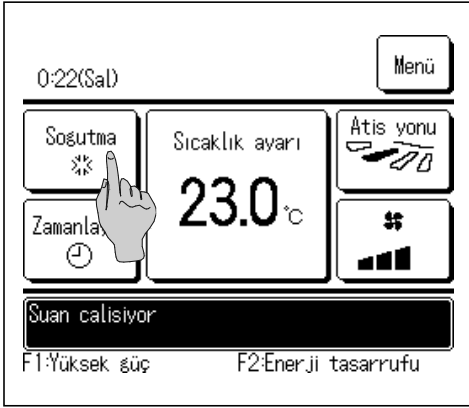 0:22(Sal)
Menü
Sogutma
Sıcaklık ayarı
Atis yonu
23.0 °C
Suan calisiyor
F1:Yüksek güç
F2:Enerji tasarrufu